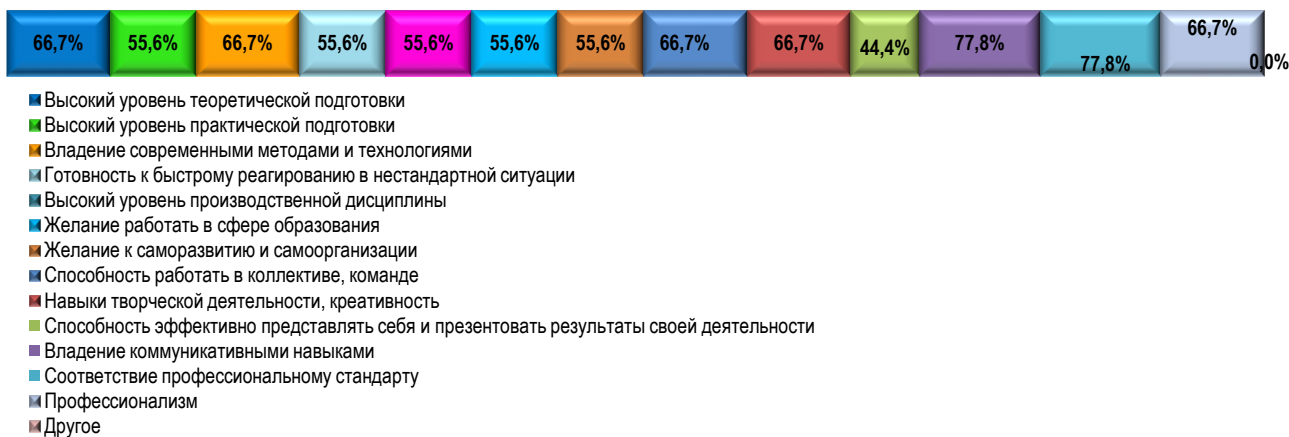 66,7% 55,6% 66,7% 55,6% 55,6% 55,6% 55,6% 66,7% 66,7% 44,4% 77,8% 77,8% 66,7% 0,0%
Высокий уровень теоретической подготовки
Высокий уровень практической подготовки
Владение современными методами и технологиями
Готовность к быстрому реагированию в нестандартной ситуации
Высокий уровень производственной дисциплины
Желание работать в сфере образования
Желание к саморазвитию и самоорганизации
Способность работать в коллективе, команде
Навыки творческой деятельности, креативность
Способность эффективно представлять себя и презентовать результаты своей деятельности
Владение коммуникативными навыками
Соответствие профессиональному стандарту
Профессионализм
Другое